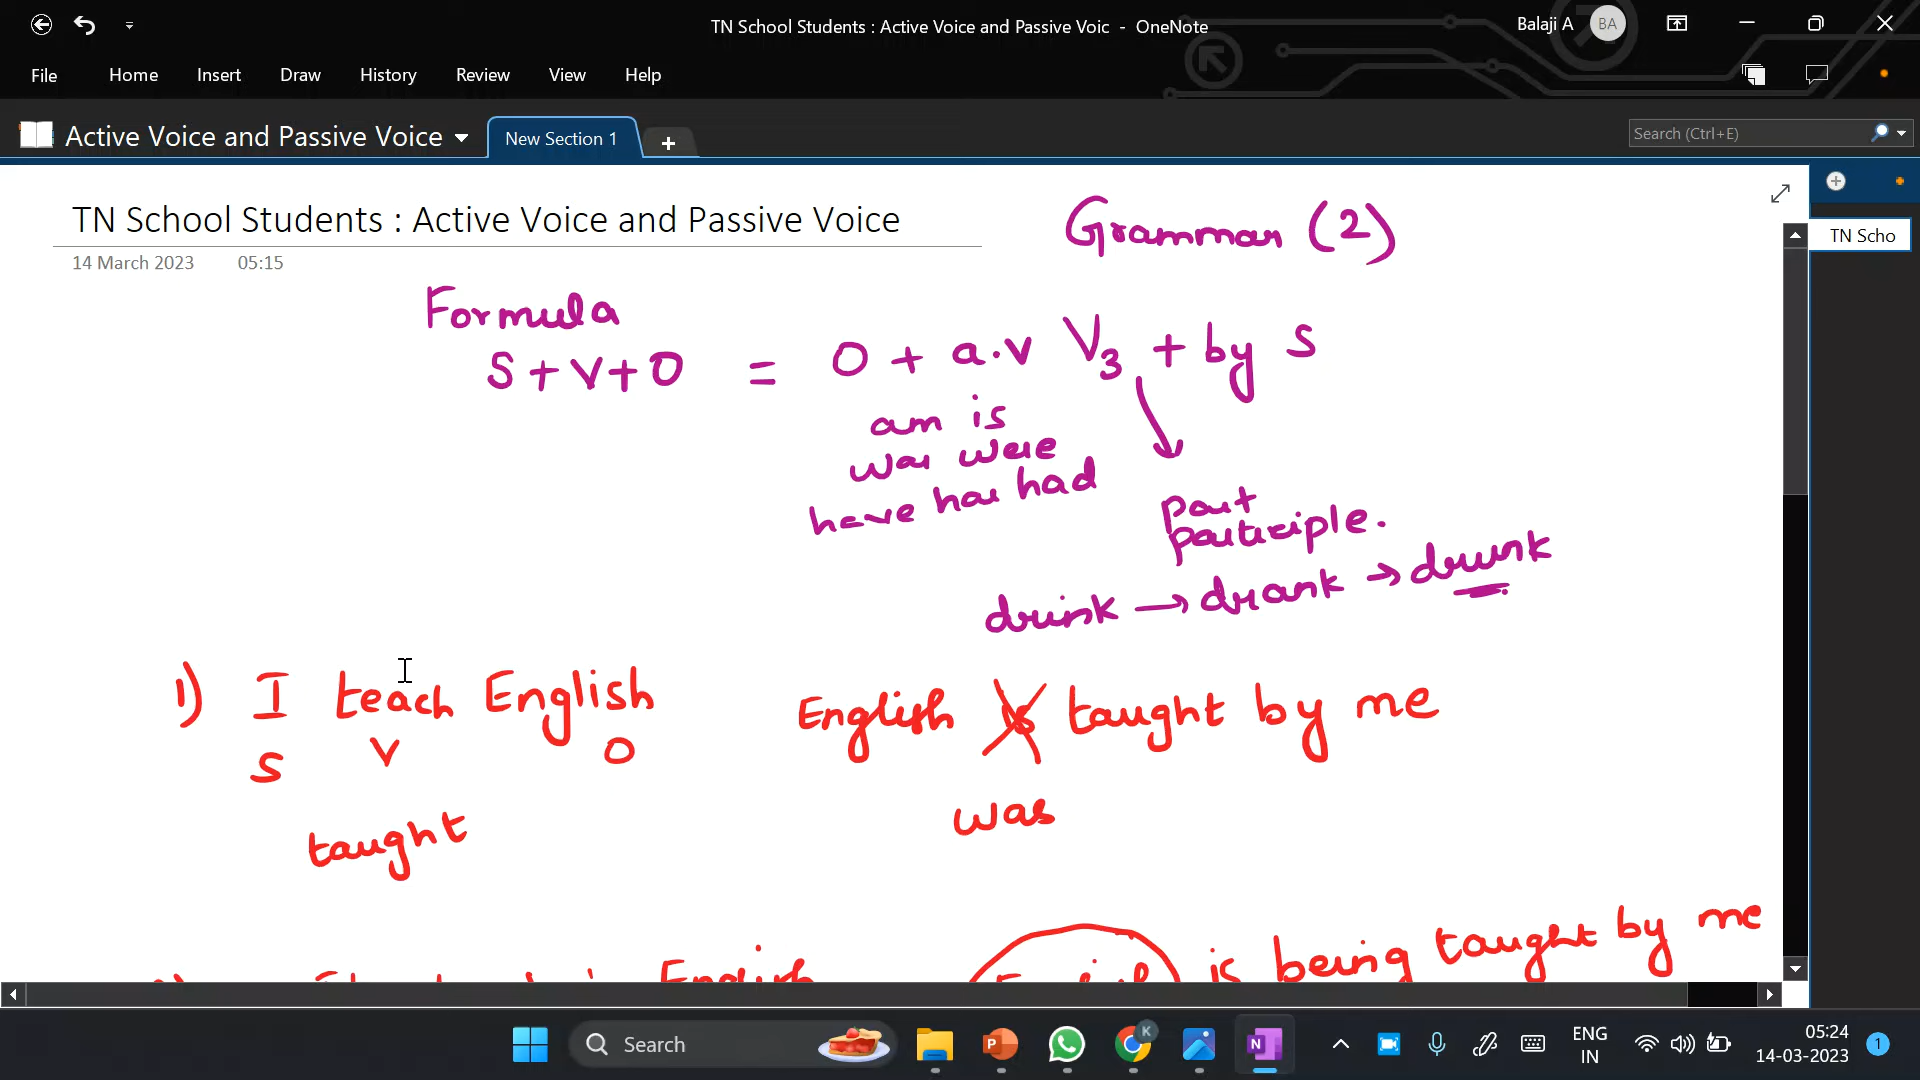 TN School Students : Active Voice and Passive Voic - OneNote
Balaji A
BA
File Home Insert Draw History Review View Help
Active Voice and Passive Voice
New Section 1
+
Search (Ctrl+E)
TN School Students : Active Voice and Passive Voice
14 March 2023 05:15
TN Scho
Grammar (2)
Formula
S + V + O = O + a.v V3 + by S
am is
was were
have has had
past
participle.
drink → drank → drunk
1) I teach English English is taught by me
S V O
was
taught
English is being taught by me
English
Search
ENG
IN
05:24
14-03-2023
1